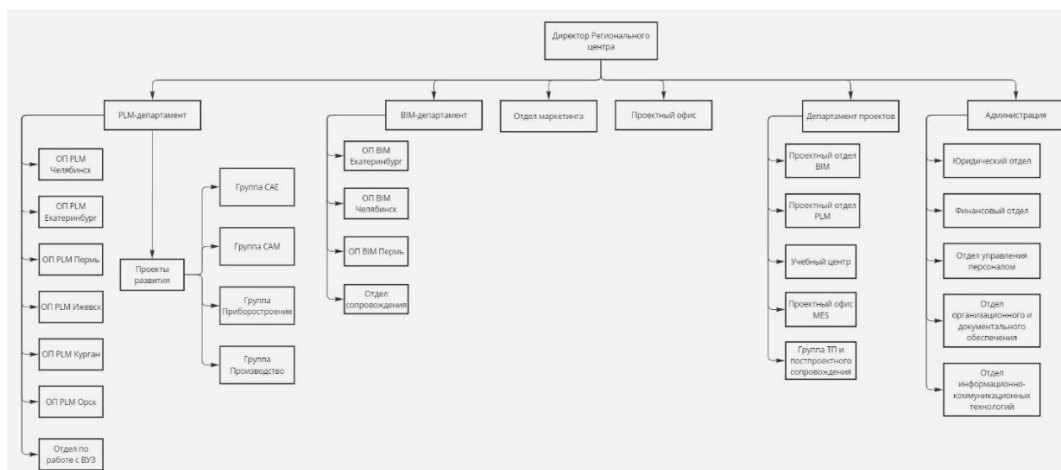 Директор Регионального
центра
PLM-департамент
BIM-департамент
Отдел маркетинга
Проектный офис
Департамент проектов
Администрация
ОП PLM
Челябинск
ОП PLM
Екатеринбург
ОП PLM Пермь
ОП PLM Ижевск
ОП PLM Курган
ОП PLM Орск
Отдел по
работе с ВУЗ
Проекты
развития
Группа CAE
Группа CAM
Группа
Приборостроение
Группа
Производство
ОП BIM
Екатеринбург
ОП BIM
Челябинск
ОП BIM Пермь
Отдел
сопровождения
Проектный отдел
BIM
Проектный отдел
PLM
Учебный центр
Проектный офис
MES
Группа ТП и
постпроектного
сопровождения
Юридический отдел
Финансовый отдел
Отдел управления
персоналом
Отдел
организационного и
документального
обеспечения
Отдел
информационно-
коммуникационных
технологий